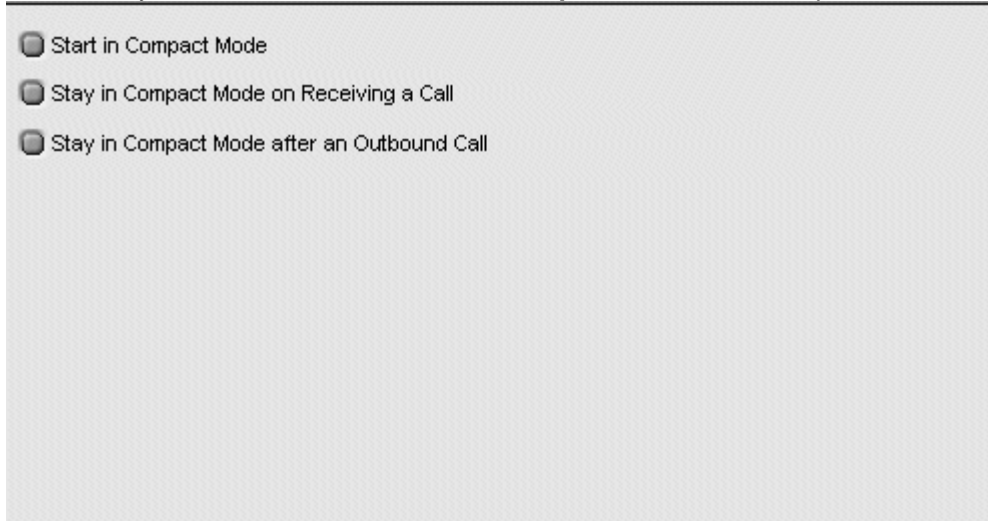 Start in Compact Mode
Stay in Compact Mode on Receiving a Call
Stay in Compact Mode after an Outbound Call